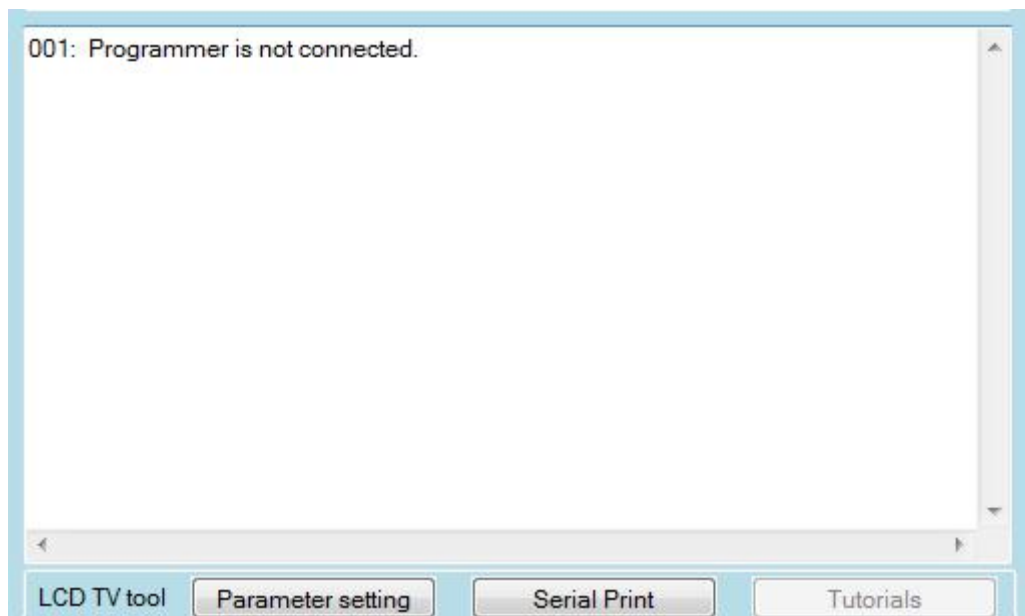 001:  Programmer is not connected.
LCD TV tool Parameter setting Serial Print Tutorials